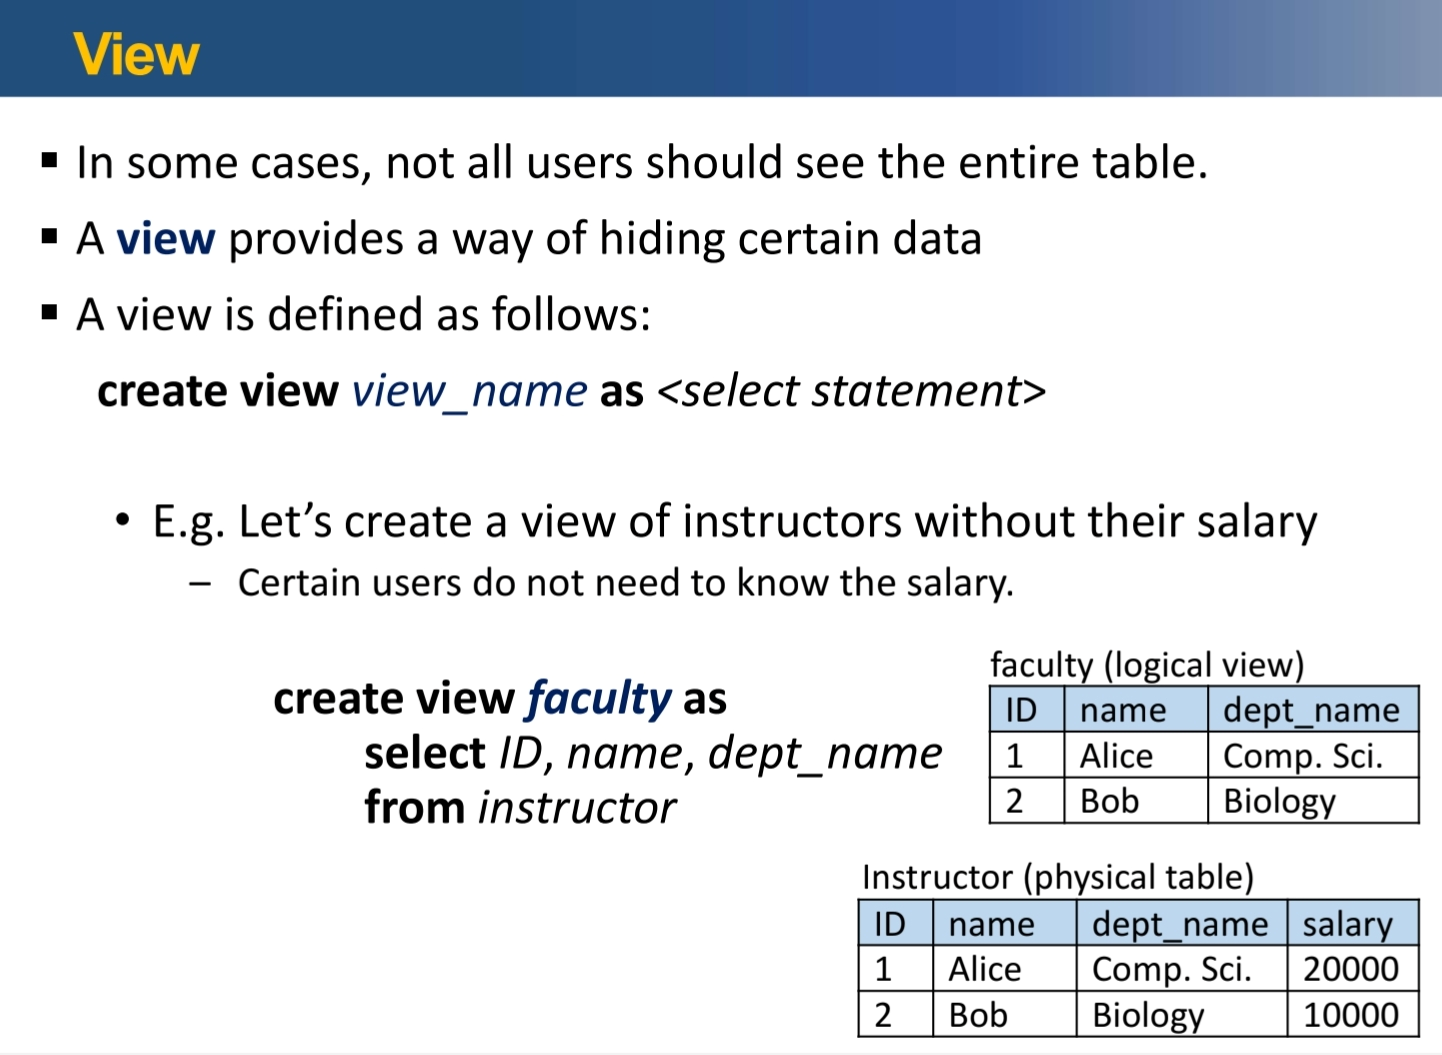 View
▪ In some cases, not all users should see the entire table.
▪ A view provides a way of hiding certain data
▪ A view is defined as follows:
create view view_name as <select statement>
• E.g. Let’s create a view of instructors without their salary
– Certain users do not need to know the salary.
create view faculty as
select ID, name, dept_name
from instructor
faculty (logical view)
ID name dept_name
1 Alice Comp. Sci.
2 Bob Biology
Instructor (physical table)
ID name dept_name salary
1 Alice Comp. Sci. 20000
2 Bob Biology 10000